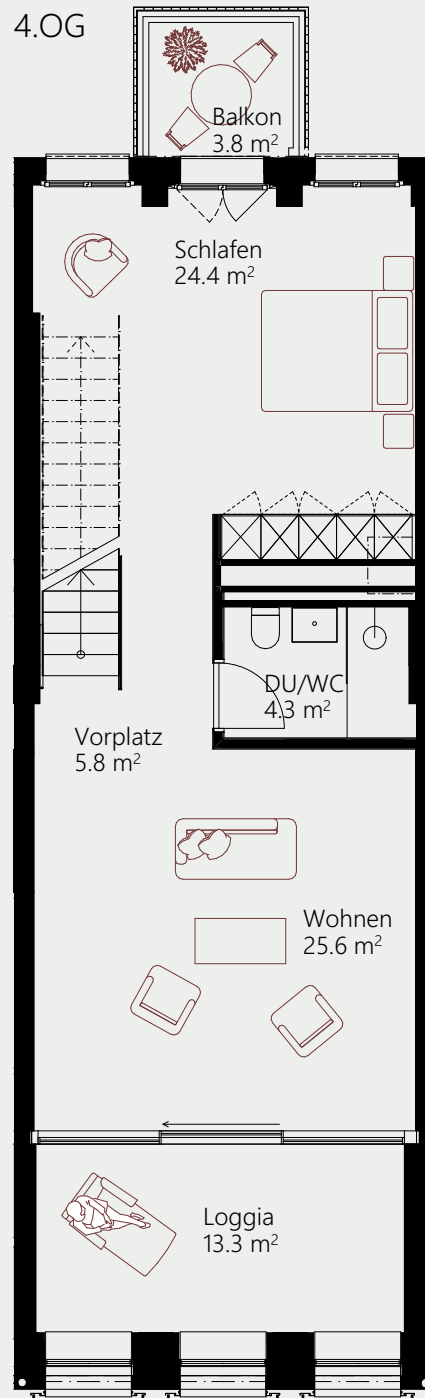 4.OG
Balkon
3.8 m²
Schlafen
24.4 m²
DU/WC
4.3 m²
Vorplatz
5.8 m²
Wohnen
25.6 m²
Loggia
13.3 m²